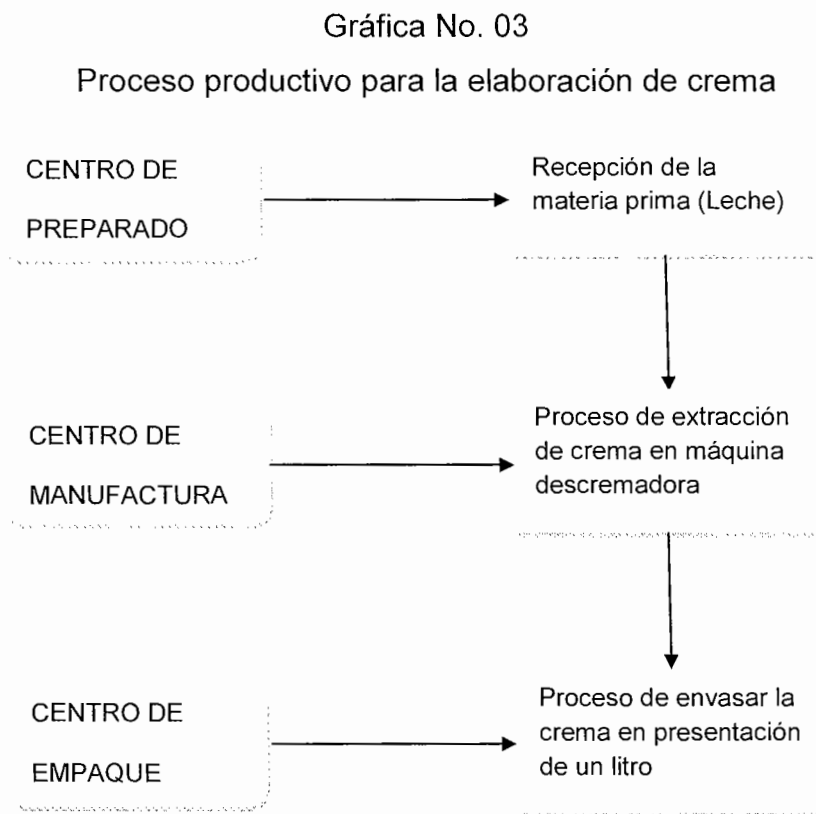 Gráfica No. 03
Proceso productivo para la elaboración de crema
CENTRO DE
PREPARADO
Recepción de la
materia prima (Leche)
CENTRO DE
MANUFACTURA
Proceso de extracción
de crema en máquina
descremadora
CENTRO DE
EMPAQUE
Proceso de envasar la
crema en presentación
de un litro